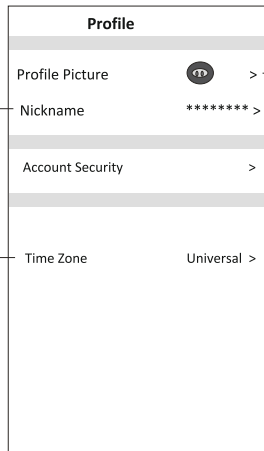 Profile
Profile Picture >
Nickname ******** >
Account Security >
Time Zone Universal >